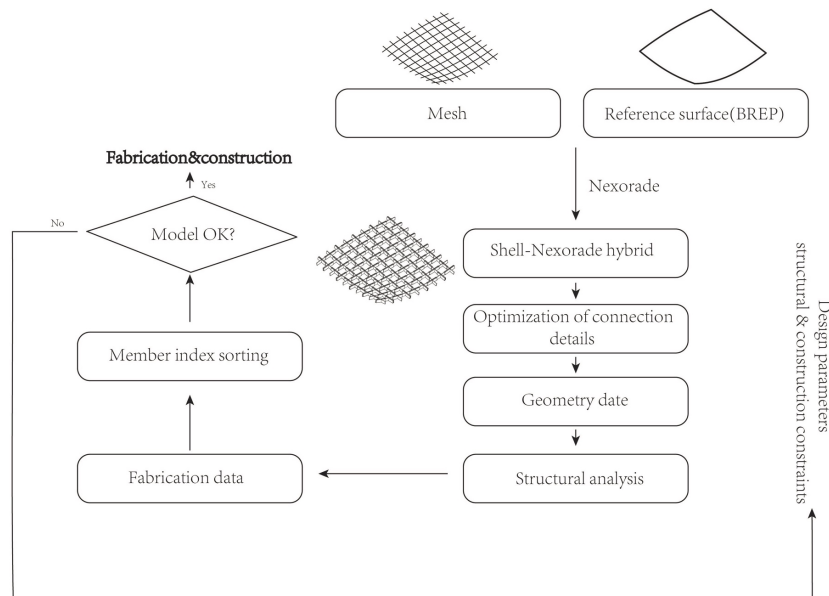 Mesh
Reference surface(BREP)
Nexorade
Fabrication&construction
Yes
No
Model OK?
Shell-Nexorade hybrid
Optimization of connection
details
Member index sorting
Geometry date
Fabrication data
Structural analysis
Design parameters
structural & construction constraints